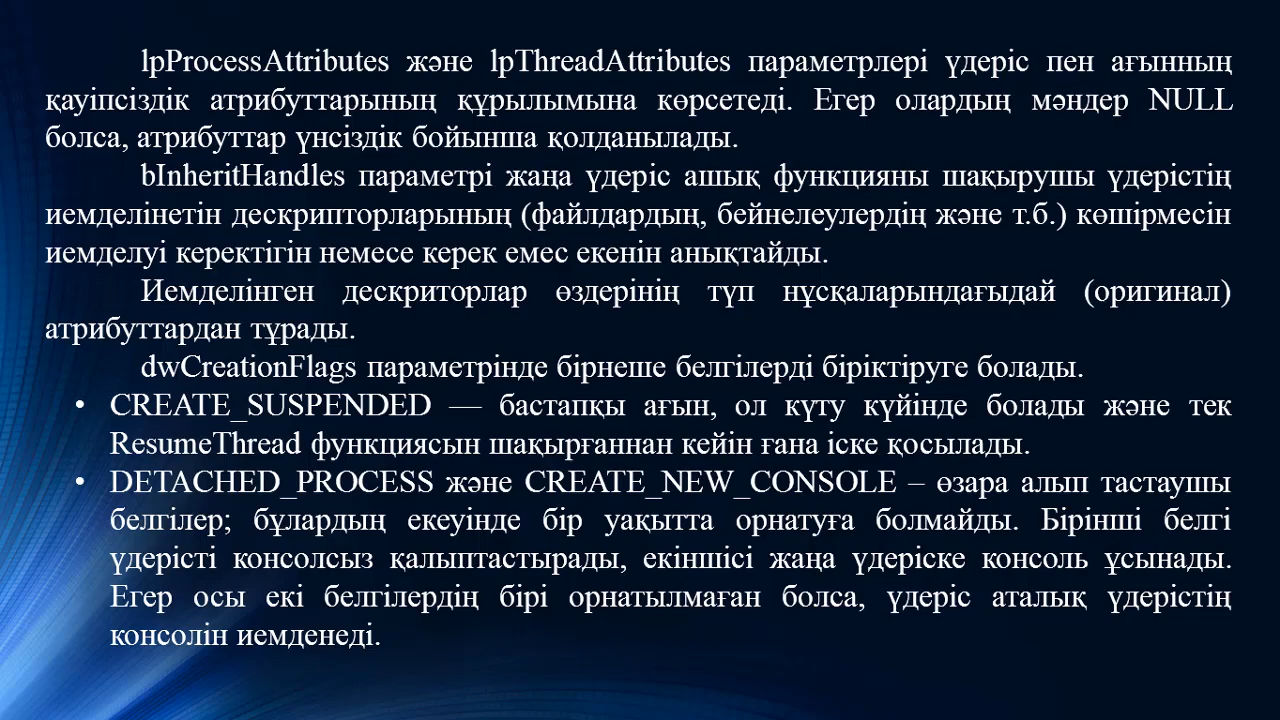 lpProcessAttributes және lpThreadAttributes параметрлері үдеріс пен ағынның
қауіпсіздік атрибуттарының құрылымына көрсетеді. Егер олардың мәндер NULL
болса, атрибуттар үнсіздік бойынша қолданылады.
bInheritHandles параметрі жаңа үдеріс ашық функцияны шақырушы үдерістің
иемделінетін дескрипторларының (файлдардың, бейнелеулердің және т.б.) көшірмесін
иемделуі керектігін немесе керек емес екенін анықтайды.
Иемделінген дескриторлар өздерінің түп нұсқаларындағыдай (оригинал)
атрибуттардан тұрады.
dwCreationFlags параметрінде бірнеше белгілерді біріктіруге болады.
• CREATE_SUSPENDED — бастапқы ағын, ол күту күйінде болады және тек
ResumeThread функциясын шақырғаннан кейін ғана іске қосылады.
• DETACHED_PROCESS және CREATE_NEW_CONSOLE – өзара алып тастаушы
белгілер; бұлардың екеуінде бір уақытта орнатуға болмайды. Бірінші белгі
үдерісті консолсыз қалыптастырады, екіншісі жаңа үдеріске консоль ұсынады.
Егер осы екі белгілердің бірі орнатылмаған болса, үдеріс аталық үдерістің
консолін иемденеді.